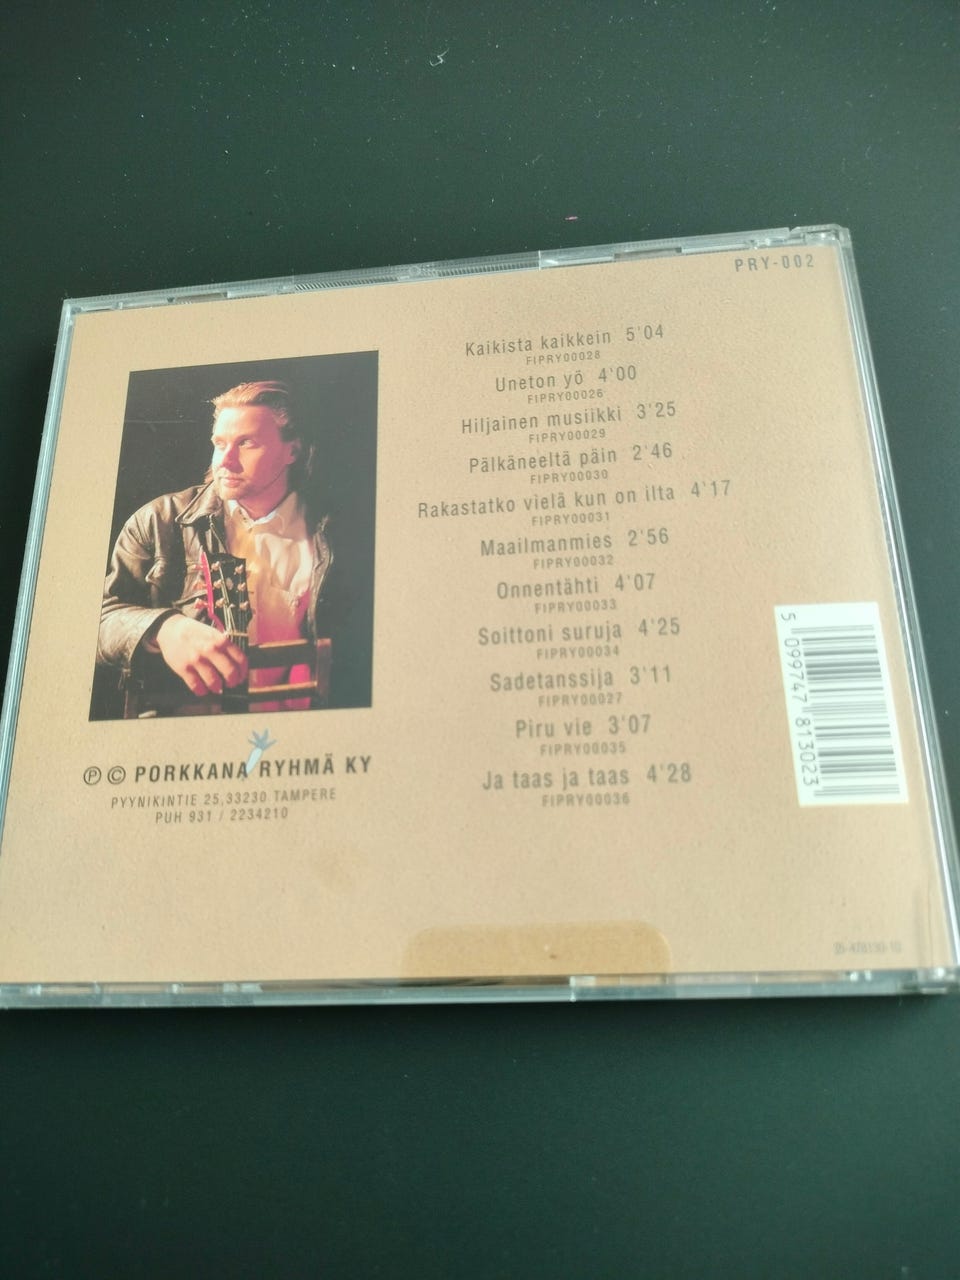 PRY-002
Kaikista kaikkein 5'04
FIPRY00028
Uneton yö 4'00
FIPRY00026
Hiljainen musiikki 3'25
FIPRY00029
Pälkäneeltä päin 2'46
FIPRY00030
Rakastatko vielä kun on ilta 4'17
FIPRY00031
Maailmanmies 2'56
FIPRY00032
Onnentähti 4'07
FIPRY00033
Soittoni suruja 4'25
FIPRY00034
Sadetanssija 3'11
FIPRY00027
Piru vie 3'07
FIPRY00035
Ja taas ja taas 4'28
FIPRY00036
Ⓟ © PORKKANA RYHMÄ KY
PYYNIKINTIE 25,33230 TAMPERE
PUH 931 / 2234210
5 099747 813023